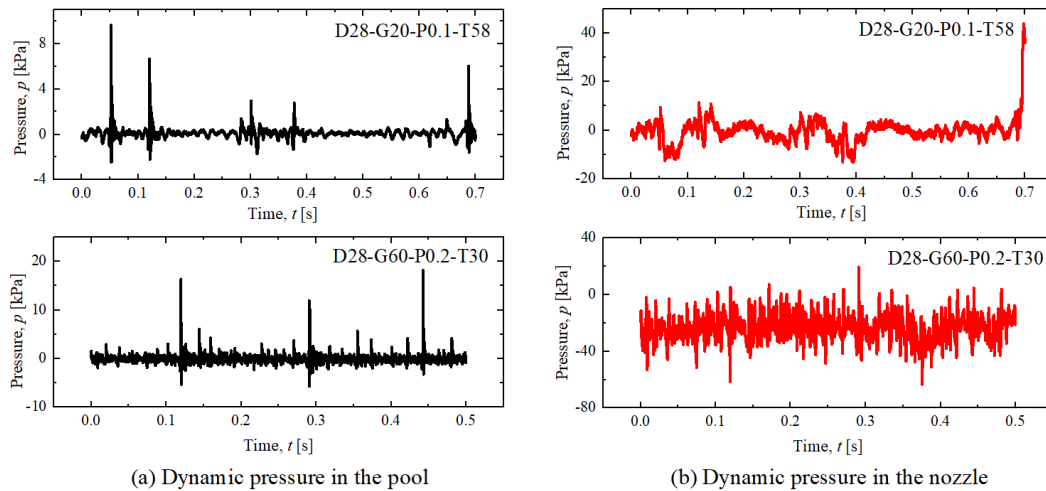 D28-G20-P0.1-T58
Pressure, p [kPa]
8
4
0
-4
0.0 0.1 0.2 0.3 0.4 0.5 0.6 0.7
Time, t [s]
D28-G20-P0.1-T58
Pressure, p [kPa]
40
20
0
-20
0.0 0.1 0.2 0.3 0.4 0.5 0.6 0.7
Time, t [s]
D28-G60-P0.2-T30
Pressure, p [kPa]
20
10
0
-10
0.0 0.1 0.2 0.3 0.4 0.5
Time, t [s]
D28-G60-P0.2-T30
Pressure, p [kPa]
40
0
-40
-80
0.0 0.1 0.2 0.3 0.4 0.5
Time, t [s]
(a) Dynamic pressure in the pool
(b) Dynamic pressure in the nozzle